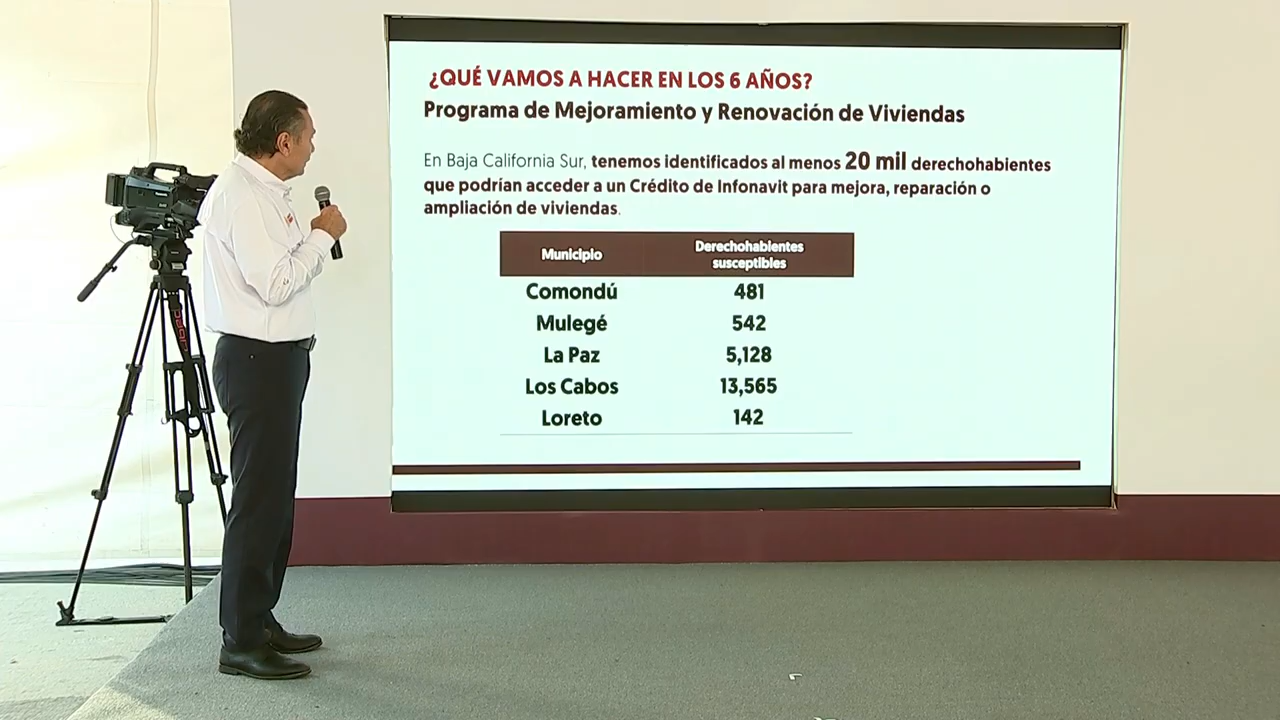 ¿QUÉ VAMOS A HACER EN LOS 6 AÑOS?
Programa de Mejoramiento y Renovación de Viviendas
En Baja California Sur, tenemos identificados al menos 20 mil derechohabientes
que podrían acceder a un Crédito de Infonavit para mejora, reparación o
ampliación de viviendas.
Municipio Derechohabientes susceptibles
Comondú 481
Mulegé 542
La Paz 5,128
Los Cabos 13,565
Loreto 142